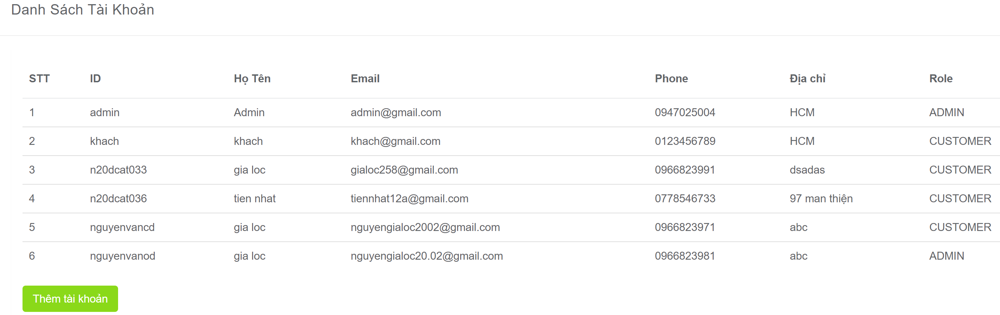 Danh Sách Tài Khoản
STT ID Họ Tên Email Phone Địa chỉ Role
1 admin Admin admin@gmail.com 0947025004 HCM ADMIN
2 khach khach khach@gmail.com 0123456789 HCM CUSTOMER
3 n20dcat033 gia loc gialoc258@gmail.com 0966823991 dsadas CUSTOMER
4 n20dcat036 tien nhat tiennhat12a@gmail.com 0778546733 97 man thiện CUSTOMER
5 nguyenvancd gia loc nguyengialoc2002@gmail.com 0966823971 abc CUSTOMER
6 nguyenvanod gia loc nguyengialoc20.02@gmail.com 0966823981 abc ADMIN
Thêm tài khoản